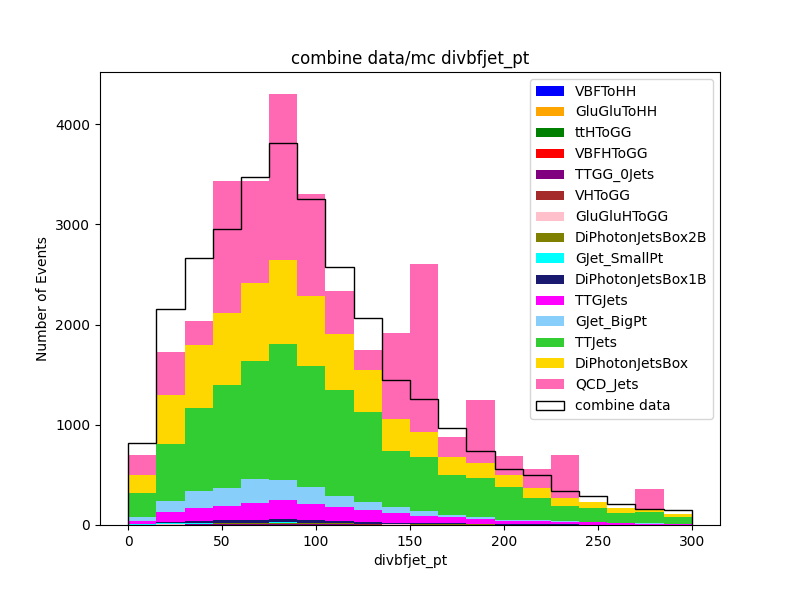 combine data/mc divbfjet_pt
Number of Events
4000
3000
2000
1000
0
0
50
100
150
200
250
300
divbfjet_pt
VBFToHH
GluGluToHH
ttHToGG
VBFHToGG
TTGG_0Jets
VHToGG
GluGluHToGG
DiPhotonJetsBox2B
GJet_SmallPt
DiPhotonJetsBox1B
TTGJets
GJet_BigPt
TTJets
DiPhotonJetsBox
QCD_Jets
combine data